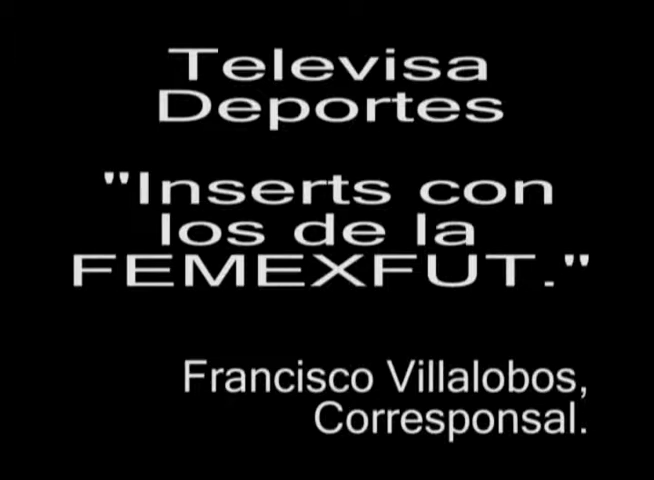 Televisa
Deportes
"Inserts con
los de la
FEMEXFUT."
Francisco Villalobos,
Corresponsal.